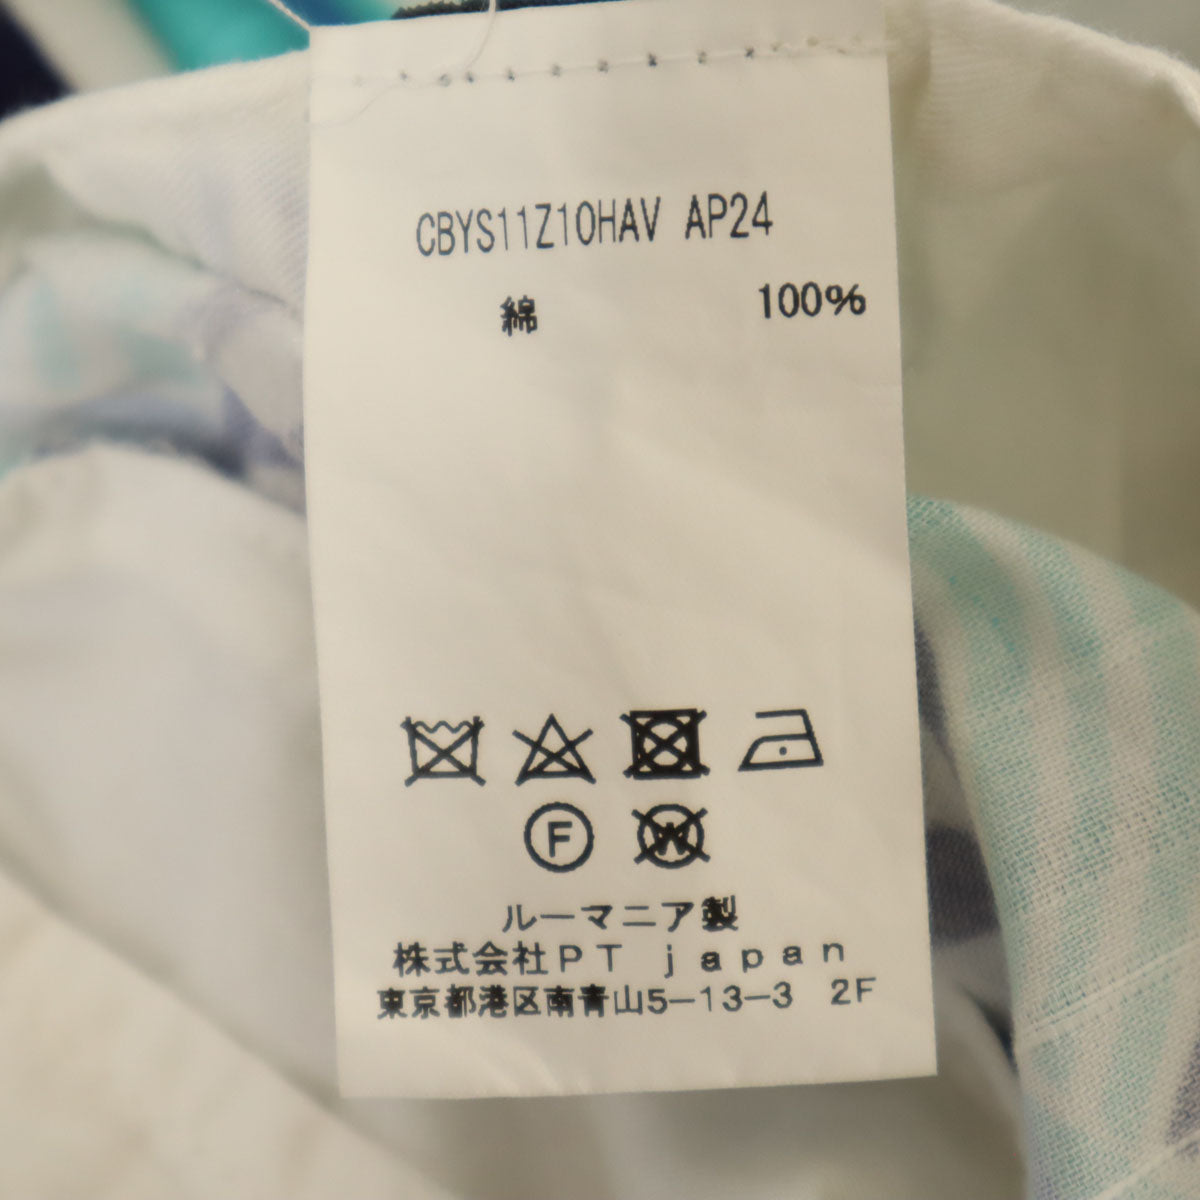 CBYS11Z10HAV AP24
綿 100%
F W
ルーマニア製
株式会社PT japan
東京都港区南青山5-13-3 2F